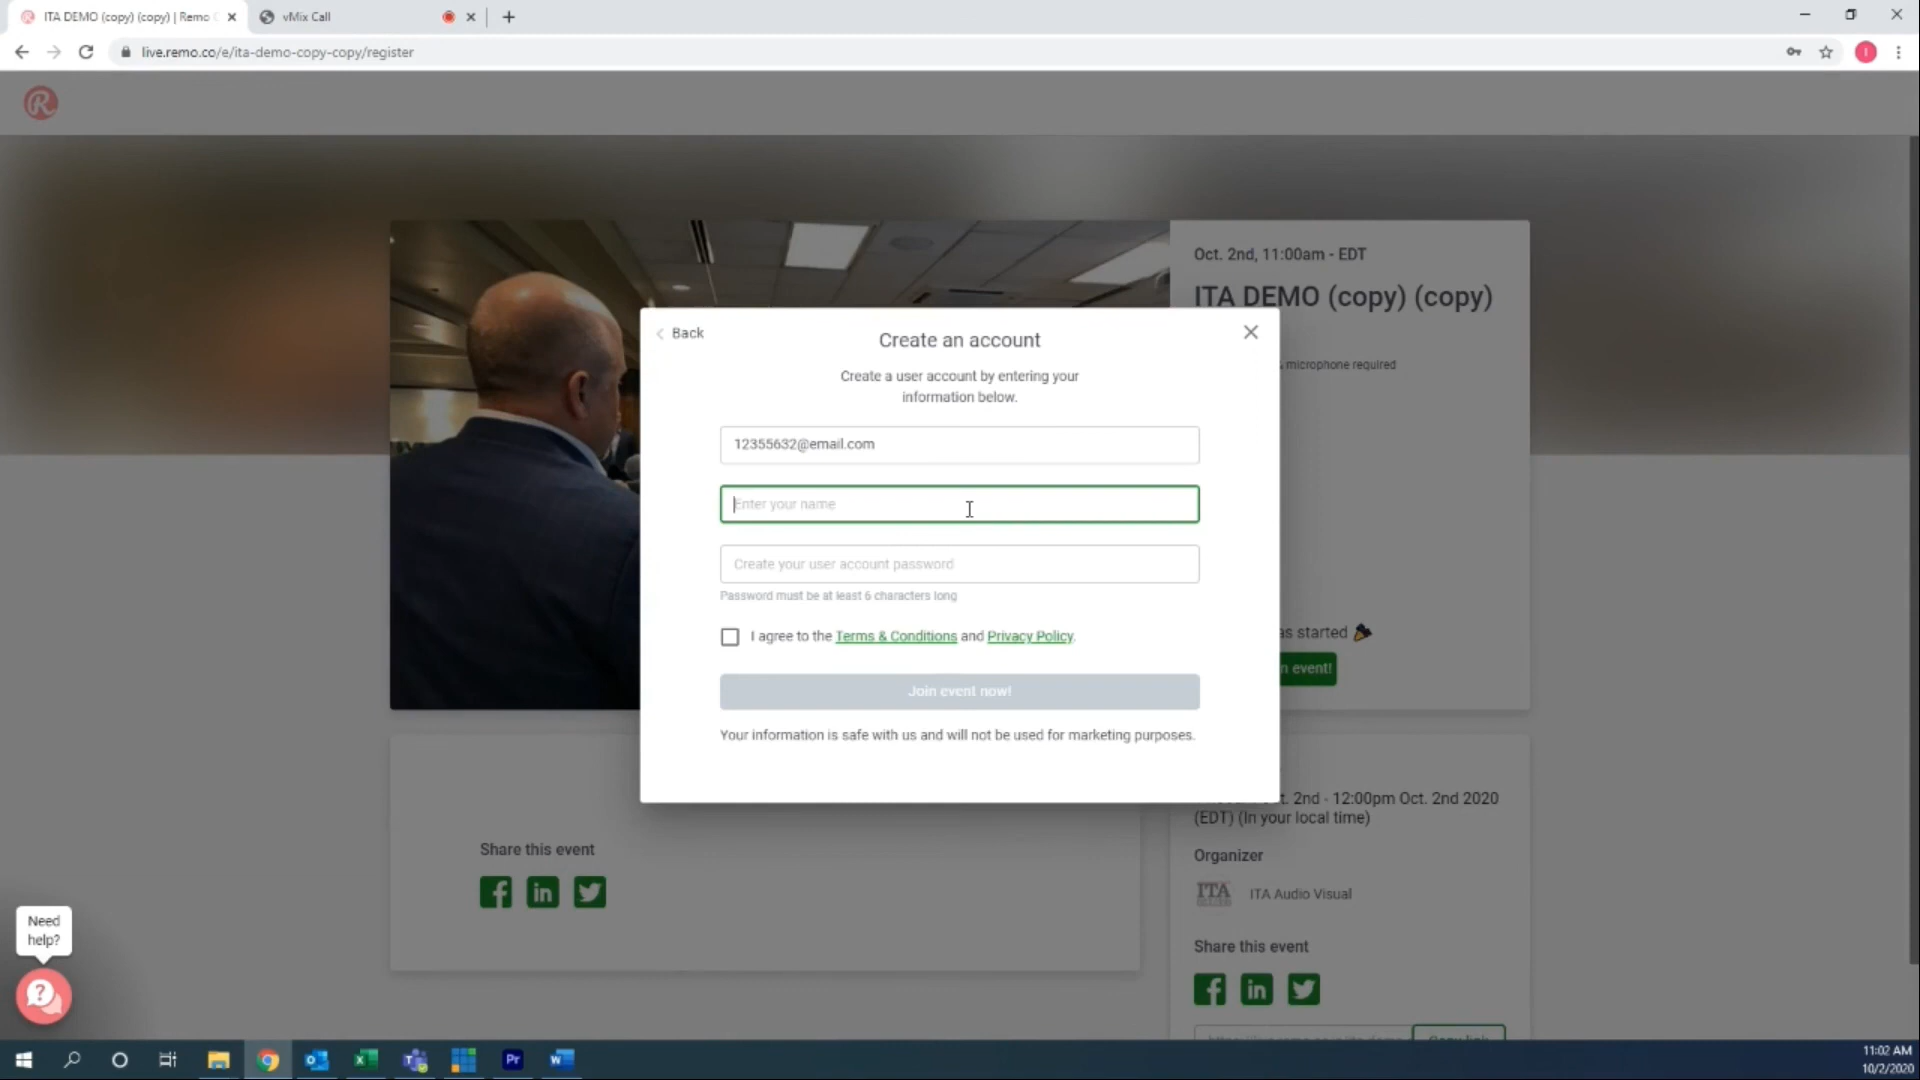 ITA DEMO (copy) (copy) | Remo C
vMix Call
live.remo.co/e/ita-demo-copy-copy/register
Oct. 2nd, 11:00am - EDT
ITA DEMO (copy) (copy)
microphone required
as started
n event!
Back
Create an account
Create a user account by entering your
information below.
12355632@email.com
Enter your name
Create your user account password
Password must be at least 6 characters long
I agree to the Terms & Conditions and Privacy Policy.
Join event now!
Your information is safe with us and will not be used for marketing purposes.
t. 2nd - 12:00pm Oct. 2nd 2020
(EDT) (In your local time)
Organizer
ITA
ITA Audio Visual
Share this event
Share this event
Need
help?
11:02 AM
10/2/2020